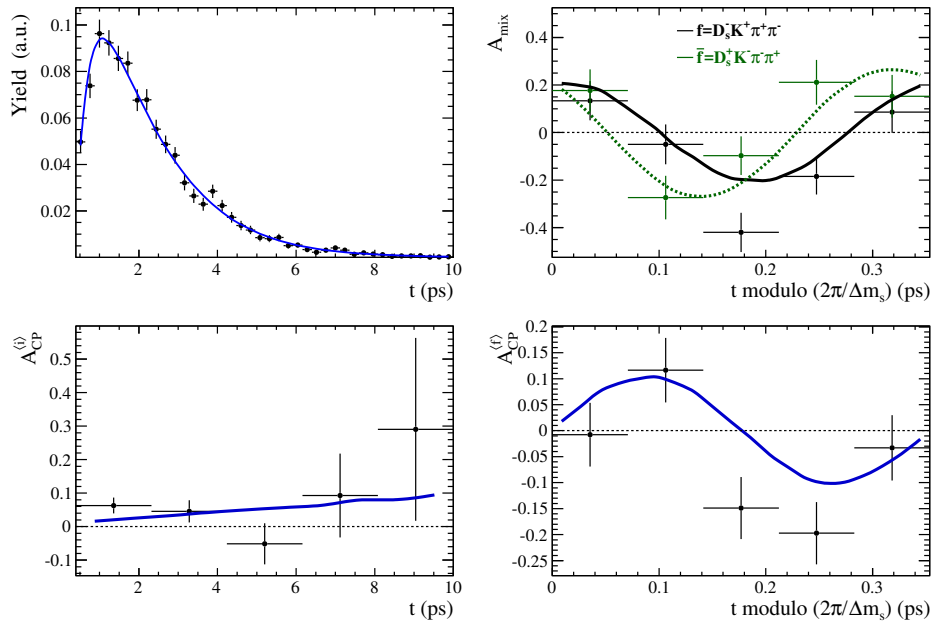 Yield (a.u.)
0.1
0.08
0.06
0.04
0.02
2 4 6 8 10
t (ps)
A_mix
f=D_s^-K^+π^+π^-
f̅=D_s^+K^-π^-π^+
0.4
0.2
0
-0.2
-0.4
0 0.1 0.2 0.3
t modulo (2π/Δm_s) (ps)
A_CP^⟨i⟩
0.5
0.4
0.3
0.2
0.1
0
-0.1
2 4 6 8 10
t (ps)
A_CP^⟨f⟩
0.2
0.15
0.1
0.05
0
-0.05
-0.1
-0.15
-0.2
-0.25
0 0.1 0.2 0.3
t modulo (2π/Δm_s) (ps)